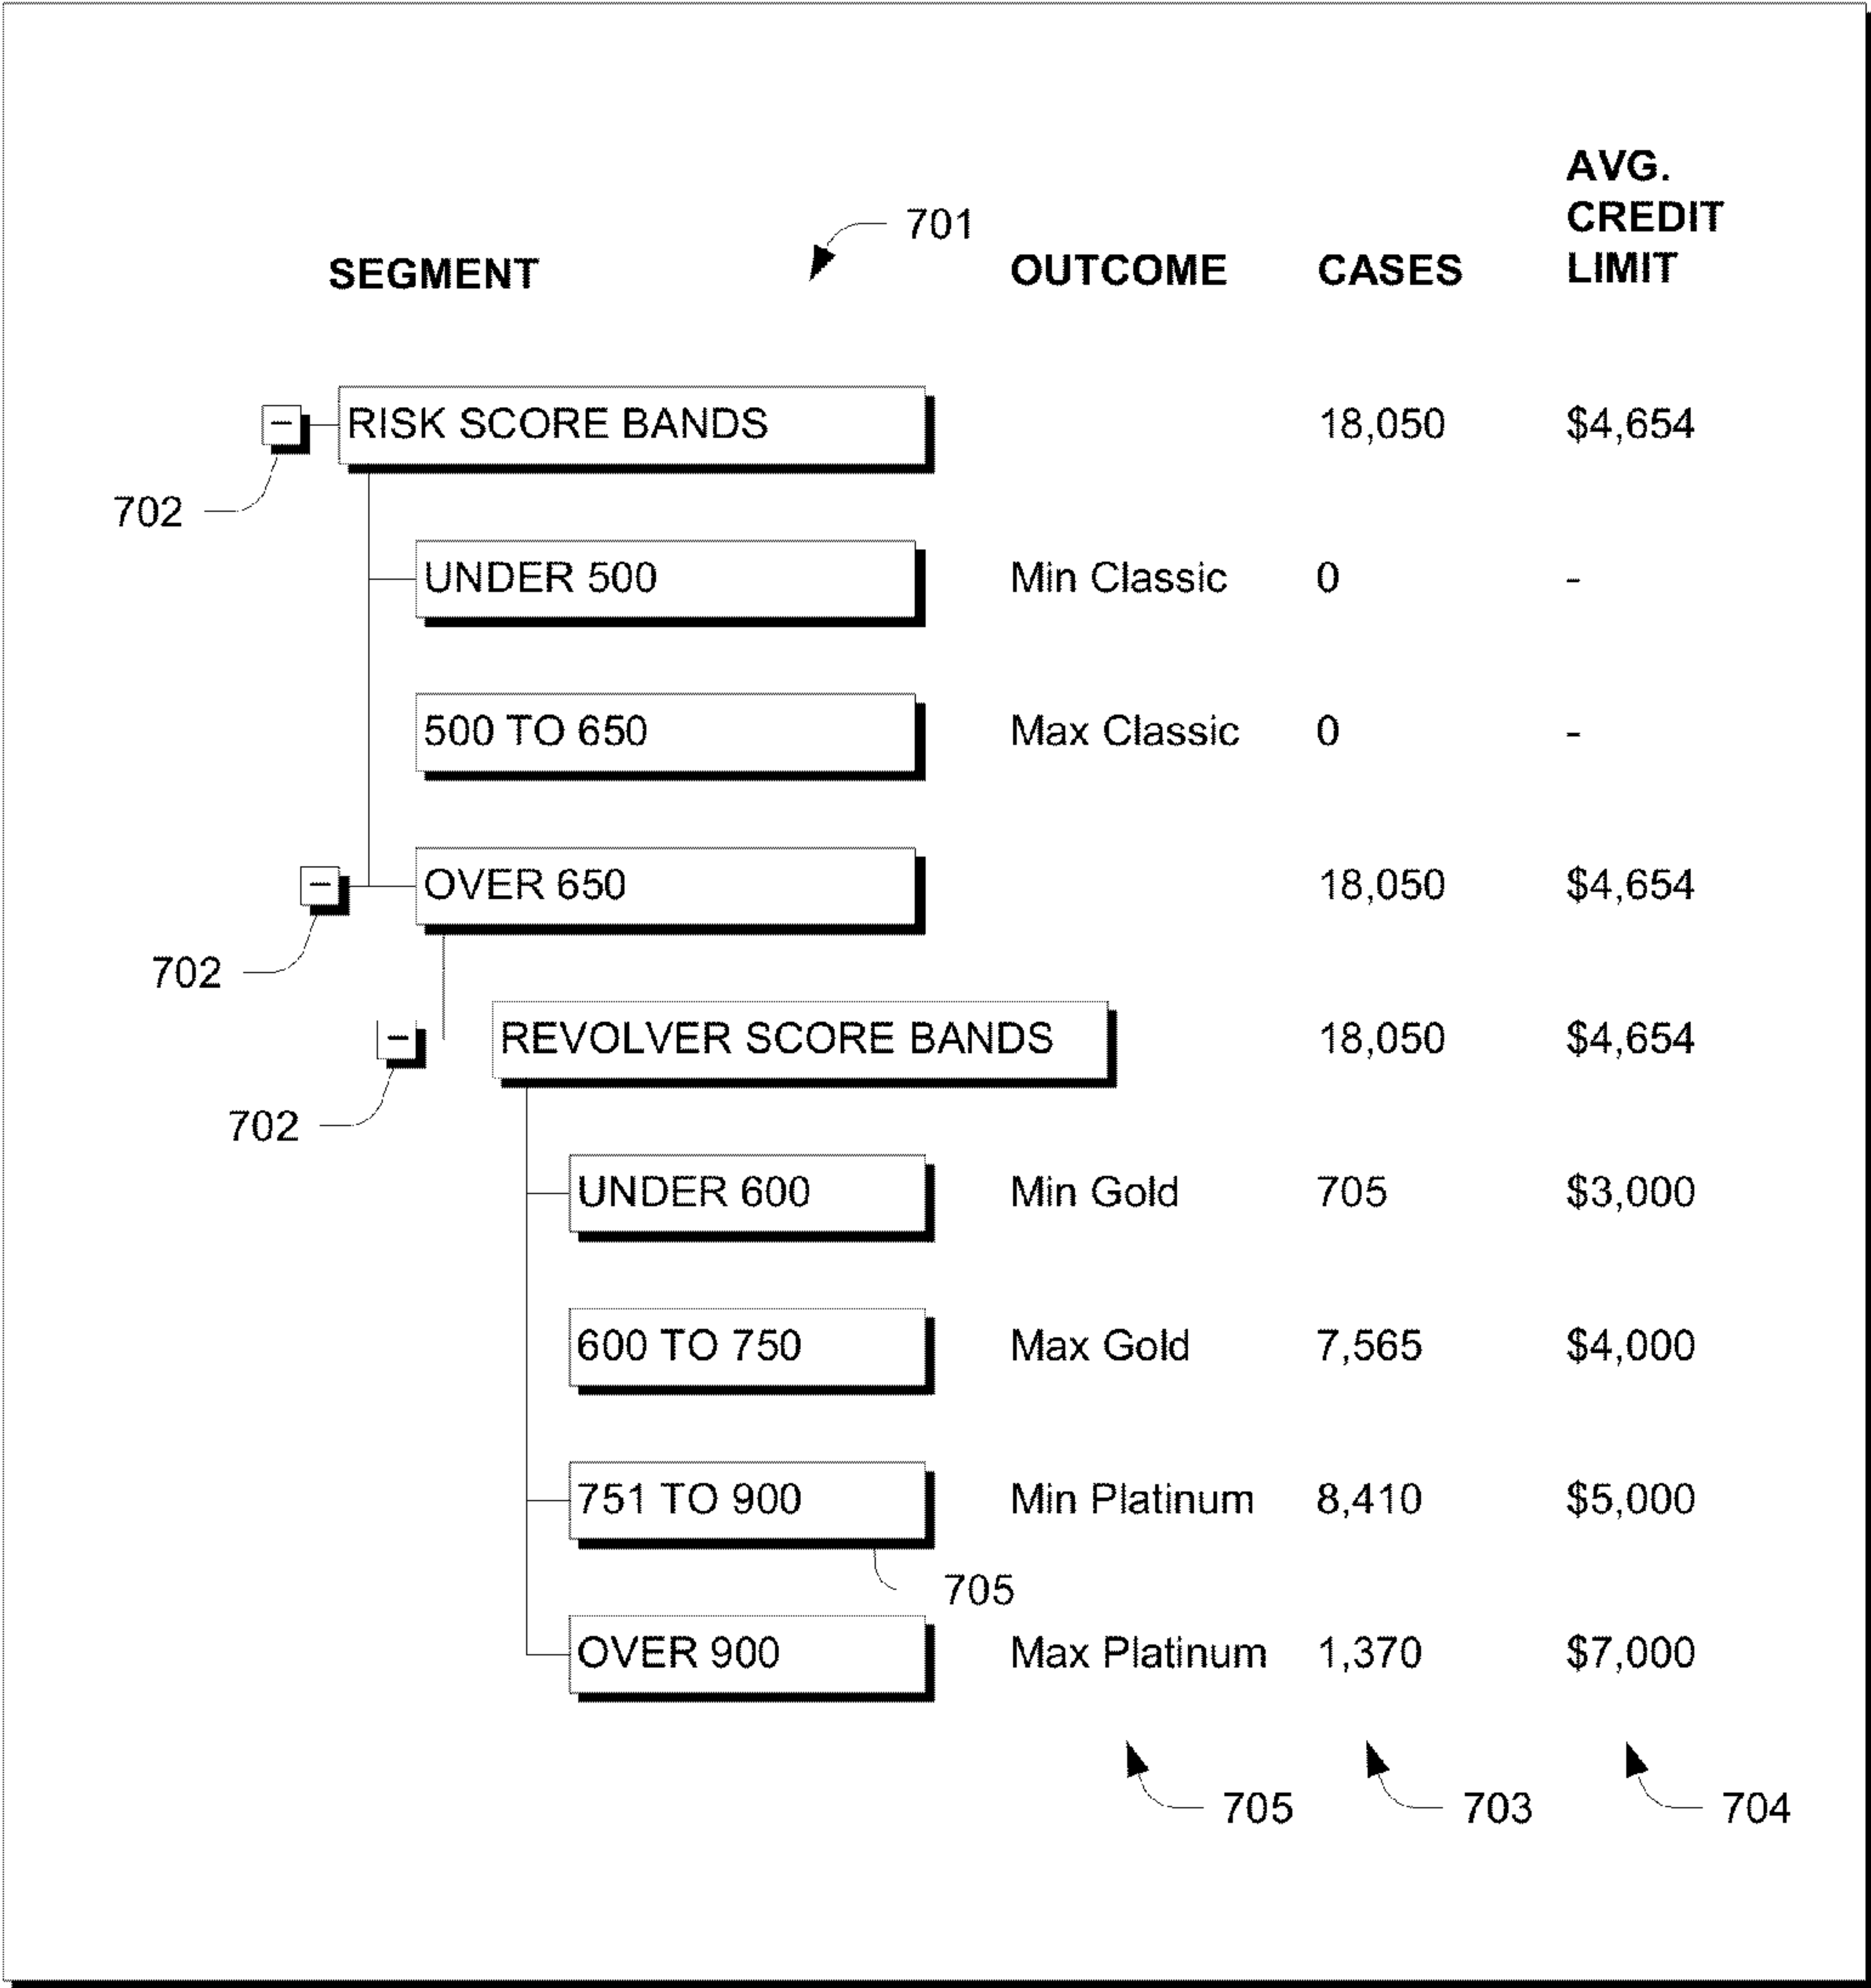 AVG.
CREDIT
LIMIT
701
SEGMENT
OUTCOME
CASES
− RISK SCORE BANDS 18,050 $4,654
702
UNDER 500 Min Classic 0 -
500 TO 650 Max Classic 0 -
− OVER 650 18,050 $4,654
702
− REVOLVER SCORE BANDS 18,050 $4,654
702
UNDER 600 Min Gold 705 $3,000
600 TO 750 Max Gold 7,565 $4,000
751 TO 900 Min Platinum 8,410 $5,000
705
OVER 900 Max Platinum 1,370 $7,000
705 703 704